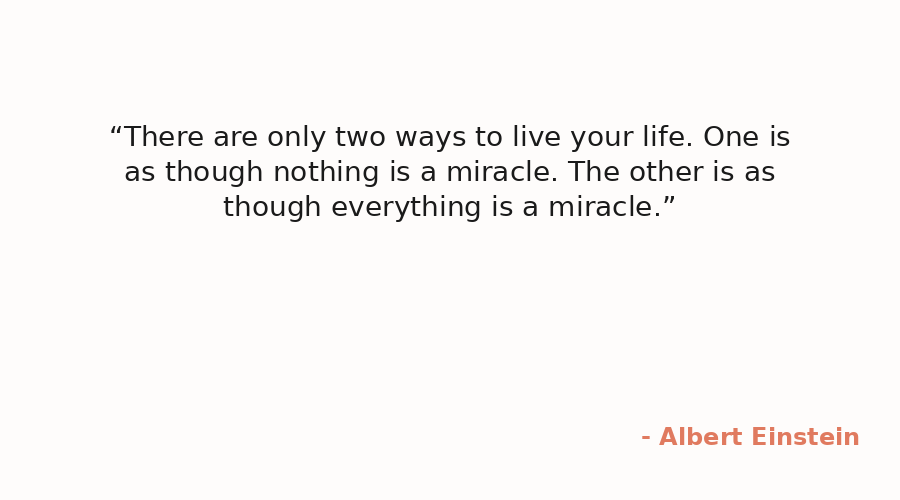 “There are only two ways to live your life. One is
as though nothing is a miracle. The other is as
though everything is a miracle.”
- Albert Einstein